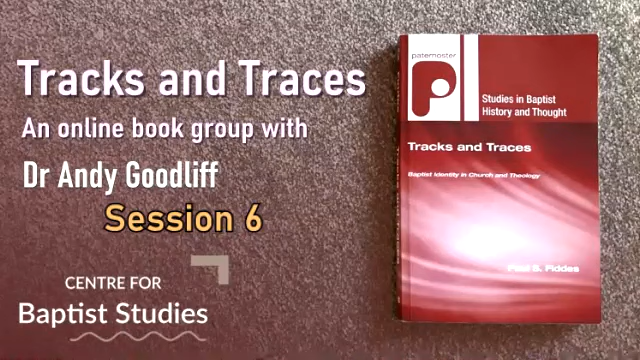 Tracks and Traces
An online book group with
Dr Andy Goodliff
Session 6
CENTRE FOR
Baptist Studies
paternoster
Studies in Baptist
History and Thought
Tracks and Traces
Baptist Identity in Church and Theology
Paul S. Fiddes